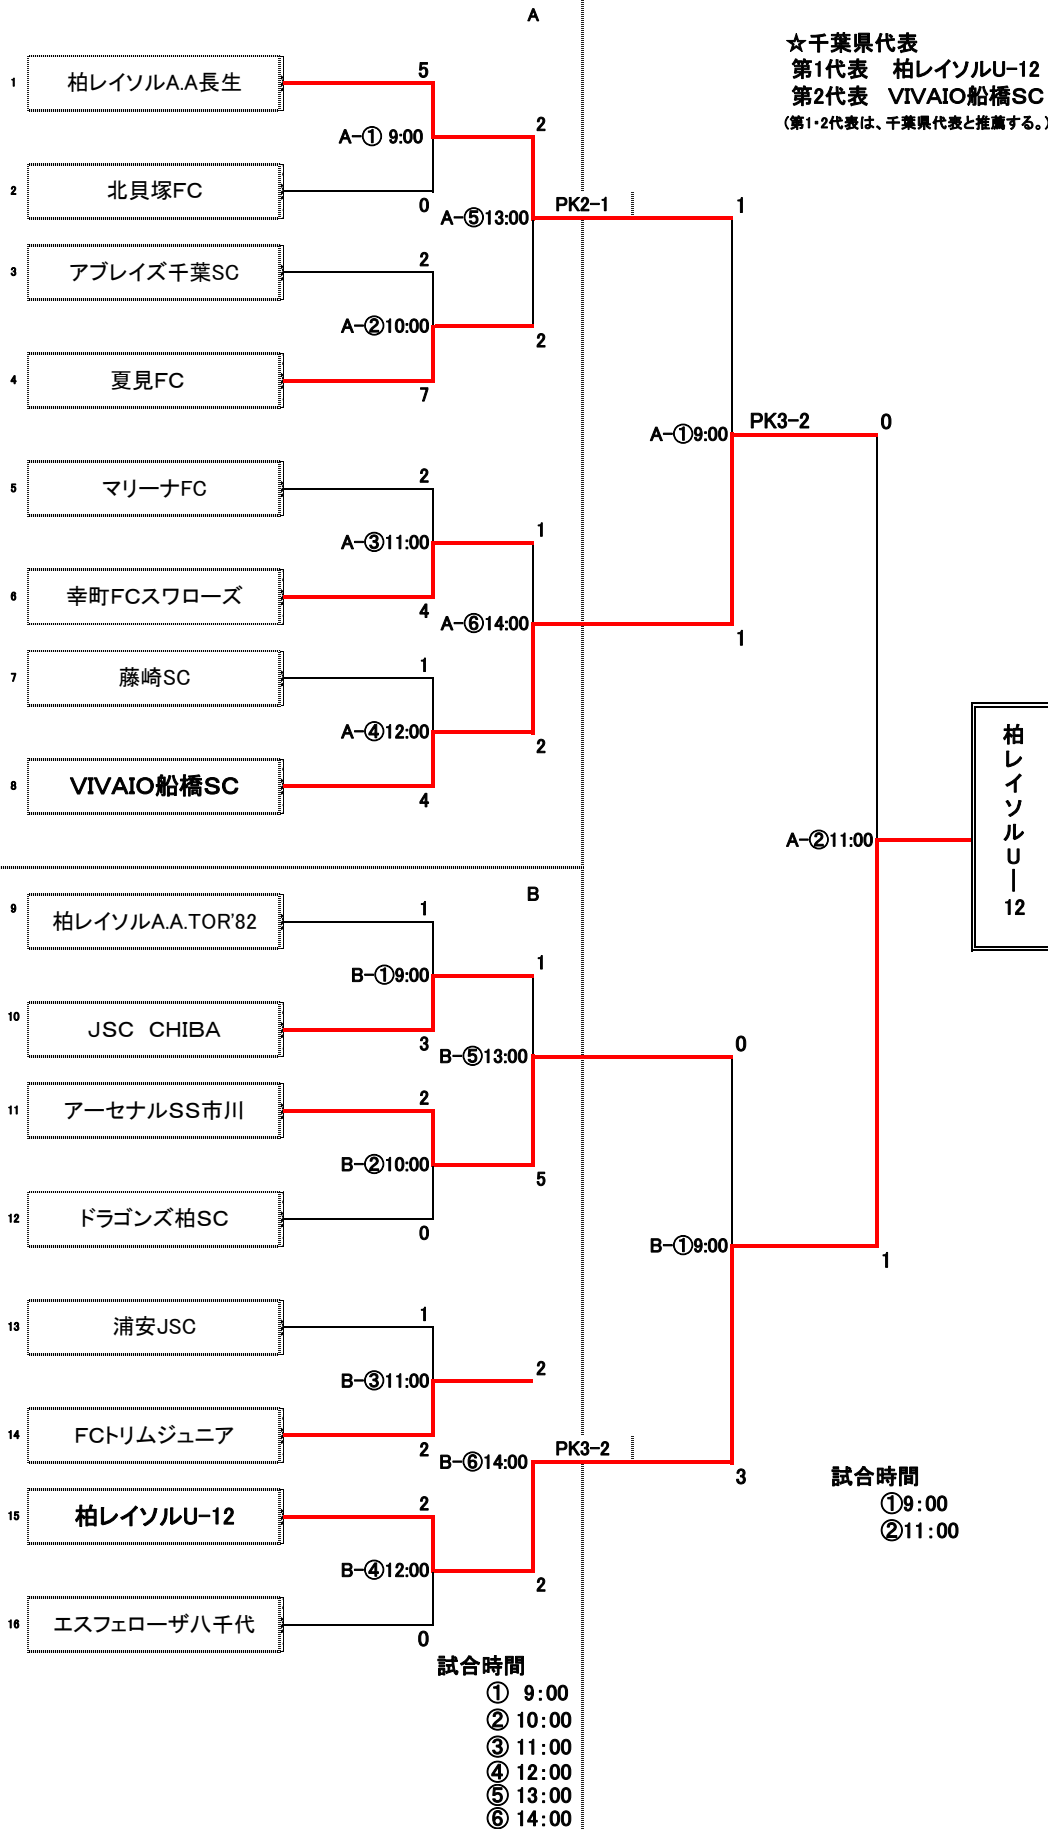 A
☆千葉県代表
第1代表 柏レイソルU-12
第2代表 VIVAIO船橋SC
(第1・2代表は、千葉県代表と推薦する。)
1 柏レイソルA.A長生 5
A-① 9:00 2
2 北貝塚FC 0
A-⑤13:00 PK2-1 1
3 アブレイズ千葉SC 2
A-②10:00 2
4 夏見FC 7
A-①9:00 PK3-2 0
5 マリーナFC 2
A-③11:00 1
6 幸町FCスワローズ 4
A-⑥14:00 1
7 藤崎SC 1
A-④12:00 2
8 VIVAIO船橋SC 4
A-②11:00
柏レイソルU-12
B
9 柏レイソルA.A.TOR'82 1
B-①9:00 1
10 JSC CHIBA 3
B-⑤13:00 0
11 アーセナルSS市川 2
B-②10:00 5
12 ドラゴンズ柏SC 0
B-①9:00 1
13 浦安JSC 1
B-③11:00 2
14 FCトリムジュニア 2
B-⑥14:00 PK3-2 3
15 柏レイソルU-12 2
B-④12:00 2
16 エスフェローザ八千代 0
試合時間
①9:00
②11:00
試合時間
① 9:00
② 10:00
③ 11:00
④ 12:00
⑤ 13:00
⑥ 14:00